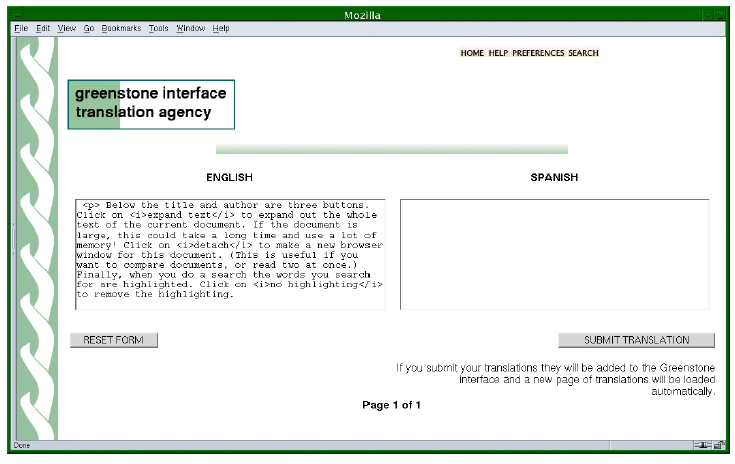 Mozilla
File Edit View Go Bookmarks Tools Window Help
HOME HELP PREFERENCES SEARCH
greenstone interface
translation agency
ENGLISH
SPANISH
<p> Below the title and author are three buttons.
Click on <i>expand text</i> to expand out the whole
text of the current document. If the document is
large, this could take a long time and use a lot of
memory! Click on <i>detach</i> to make a new browser
window for this document. (This is useful if you
want to compare documents, or read two at once.)
Finally, when you do a search the words you search
for are highlighted. Click on <i>no highlighting</i>
to remove the highlighting.
RESET FORM
SUBMIT TRANSLATION
If you submit your translations they will be added to the Greenstone
interface and a new page of translations will be loaded
automatically.
Page 1 of 1
Done